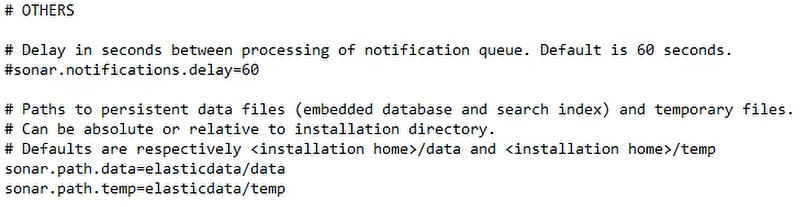 # OTHERS
# Delay in seconds between processing of notification queue. Default is 60 seconds.
#sonar.notifications.delay=60
# Paths to persistent data files (embedded database and search index) and temporary files.
# Can be absolute or relative to installation directory.
# Defaults are respectively <installation home>/data and <installation home>/temp
sonar.path.data=elasticdata/data
sonar.path.temp=elasticdata/temp